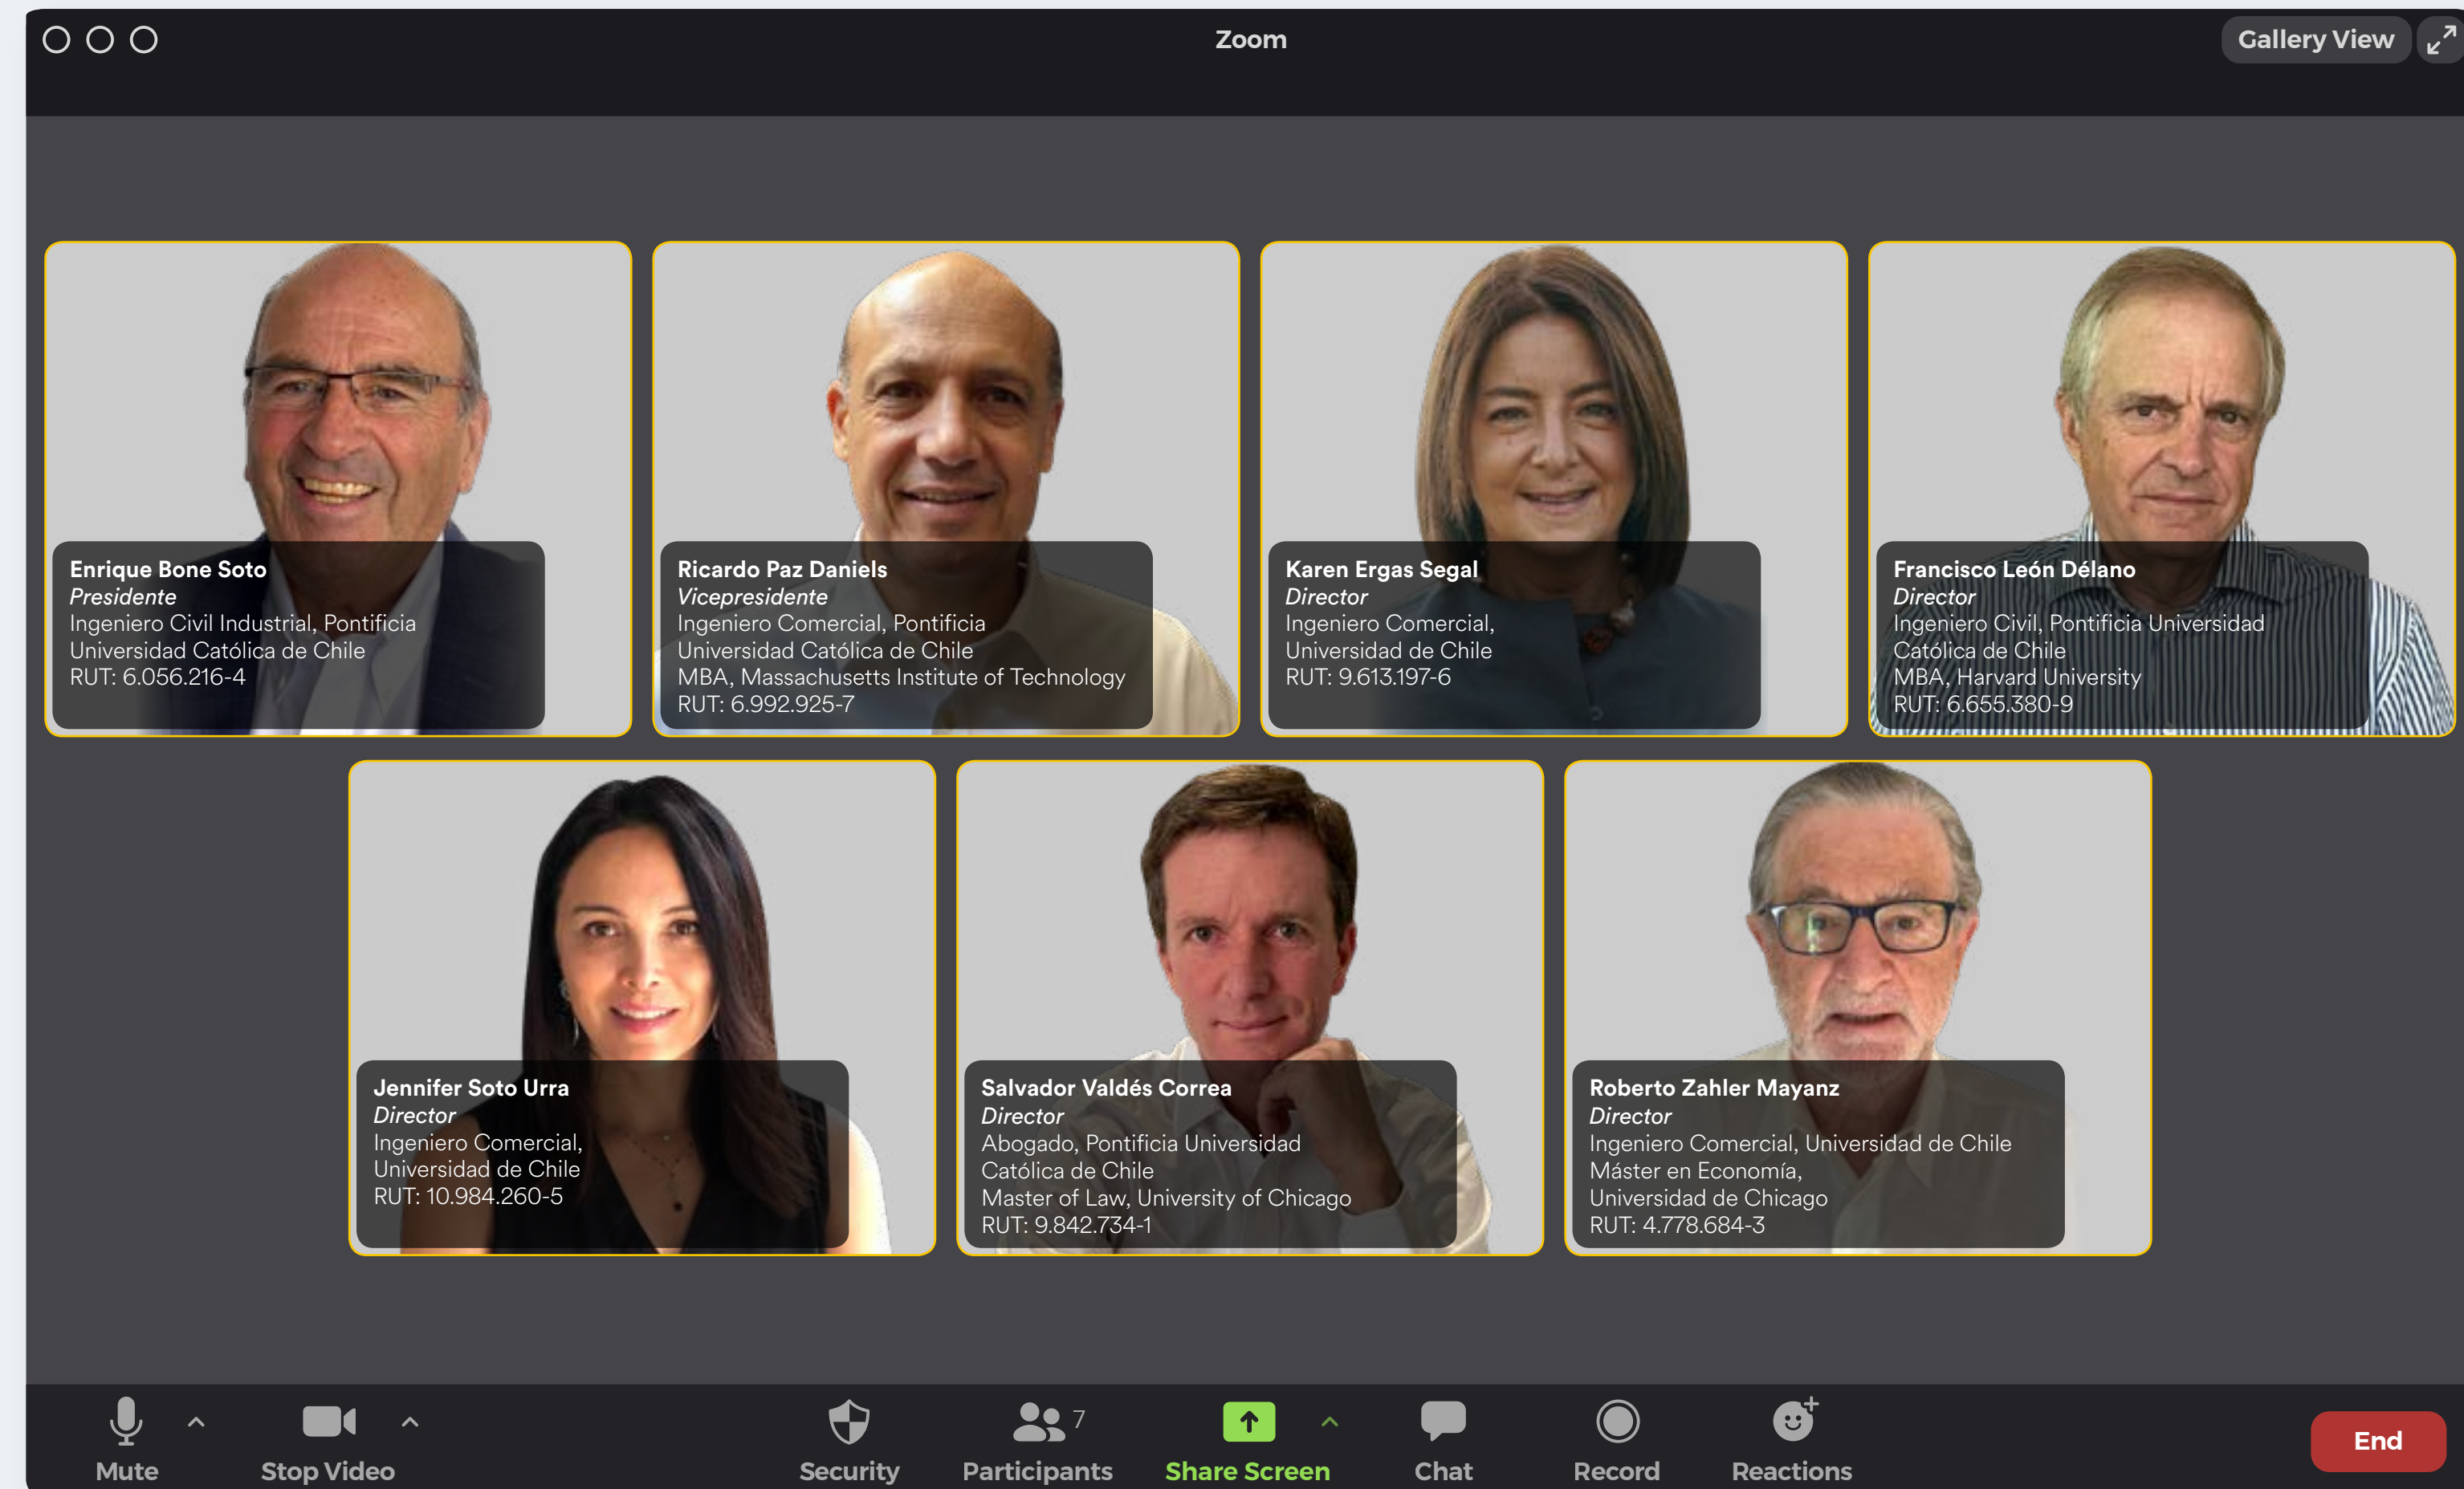 Zoom
Gallery View
Enrique Bone Soto
Presidente
Ingeniero Civil Industrial, Pontificia
Universidad Católica de Chile
RUT: 6.056.216-4
Ricardo Paz Daniels
Vicepresidente
Ingeniero Comercial, Pontificia
Universidad Católica de Chile
MBA, Massachusetts Institute of Technology
RUT: 6.992.925-7
Karen Ergas Segal
Director
Ingeniero Comercial,
Universidad de Chile
RUT: 9.613.197-6
Francisco León Délano
Director
Ingeniero Civil, Pontificia Universidad
Católica de Chile
MBA, Harvard University
RUT: 6.655.380-9
Jennifer Soto Urra
Director
Ingeniero Comercial,
Universidad de Chile
RUT: 10.984.260-5
Salvador Valdés Correa
Director
Abogado, Pontificia Universidad
Católica de Chile
Master of Law, University of Chicago
RUT: 9.842.734-1
Roberto Zahler Mayanz
Director
Ingeniero Comercial, Universidad de Chile
Máster en Economía,
Universidad de Chicago
RUT: 4.778.684-3
Mute
Stop Video
Security
7
Participants
Share Screen
Chat
Record
Reactions
End